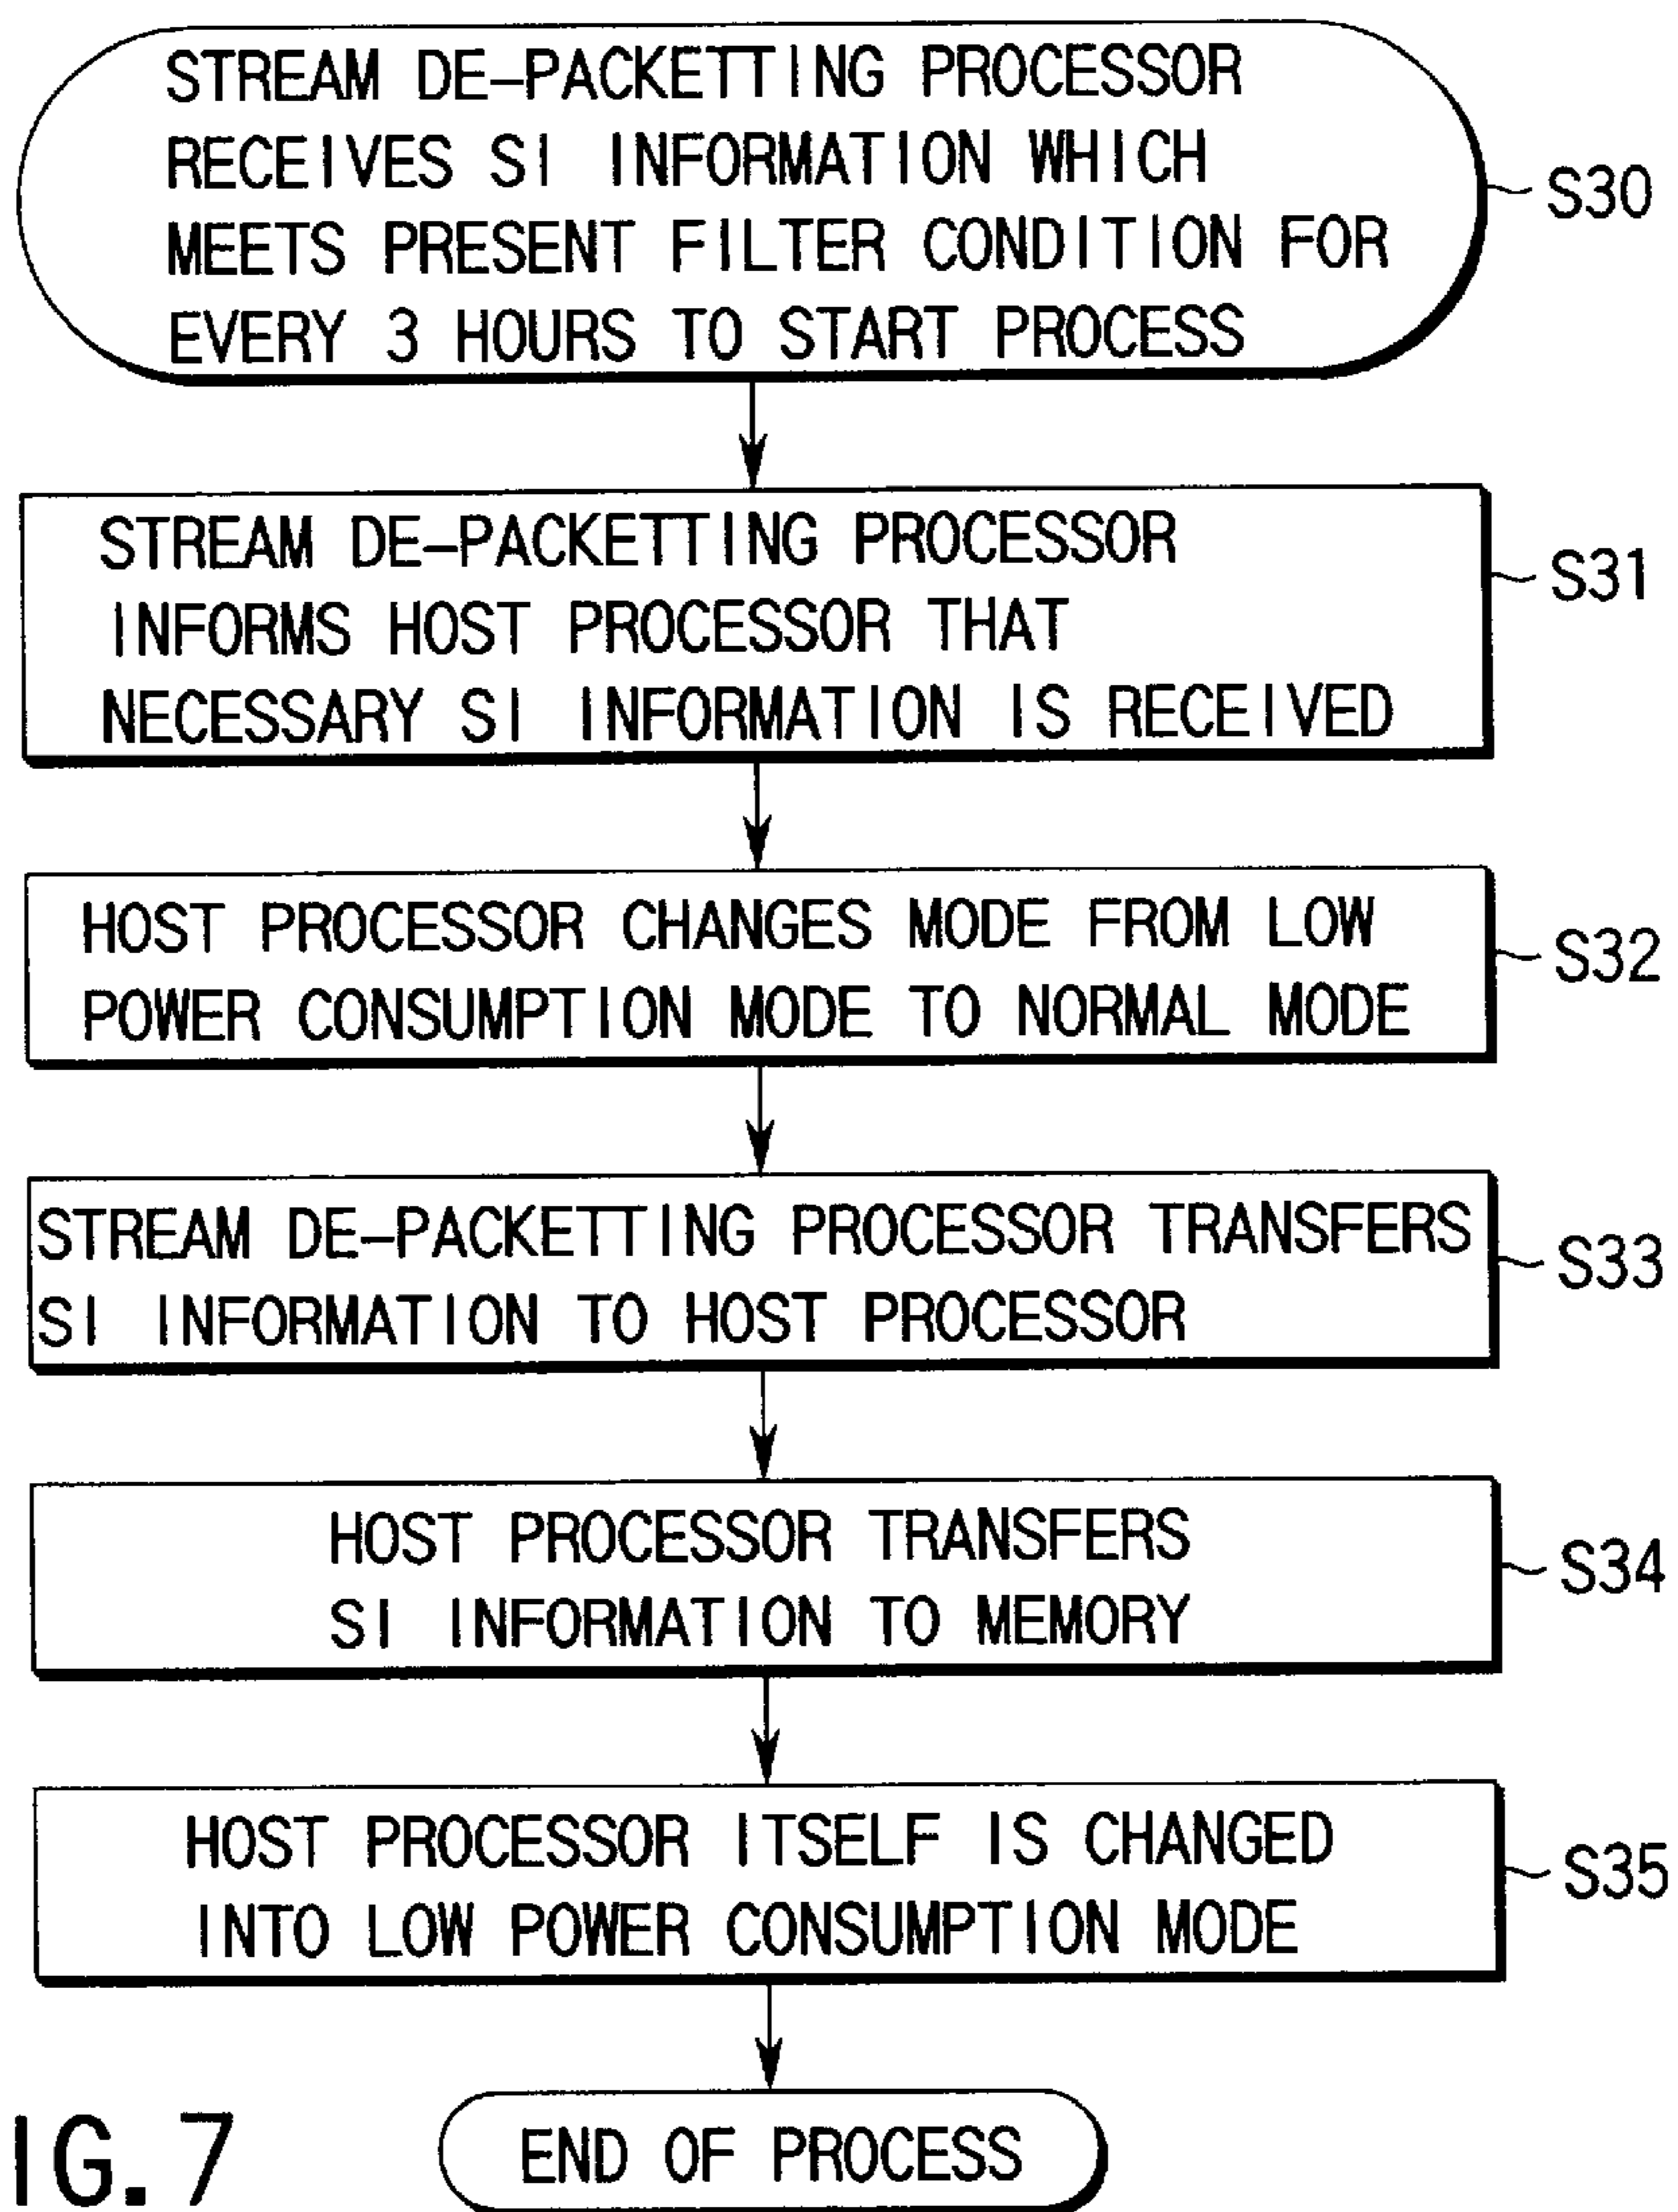 STREAM DE-PACKETTING PROCESSOR
RECEIVES SI INFORMATION WHICH
MEETS PRESENT FILTER CONDITION FOR
EVERY 3 HOURS TO START PROCESS
S30
STREAM DE-PACKETTING PROCESSOR
INFORMS HOST PROCESSOR THAT
NECESSARY SI INFORMATION IS RECEIVED
S31
HOST PROCESSOR CHANGES MODE FROM LOW
POWER CONSUMPTION MODE TO NORMAL MODE
S32
STREAM DE-PACKETTING PROCESSOR TRANSFERS
SI INFORMATION TO HOST PROCESSOR
S33
HOST PROCESSOR TRANSFERS
SI INFORMATION TO MEMORY
S34
HOST PROCESSOR ITSELF IS CHANGED
INTO LOW POWER CONSUMPTION MODE
S35
END OF PROCESS
IG. 7